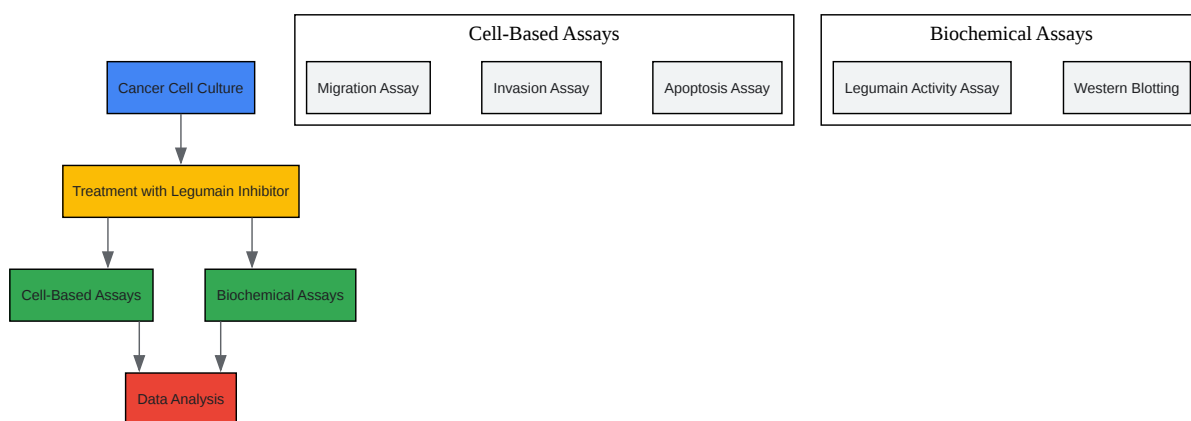 Cell-Based Assays
Migration Assay
Invasion Assay
Apoptosis Assay
Biochemical Assays
Legumain Activity Assay
Western Blotting
Cancer Cell Culture
Treatment with Legumain Inhibitor
Cell-Based Assays
Biochemical Assays
Data Analysis